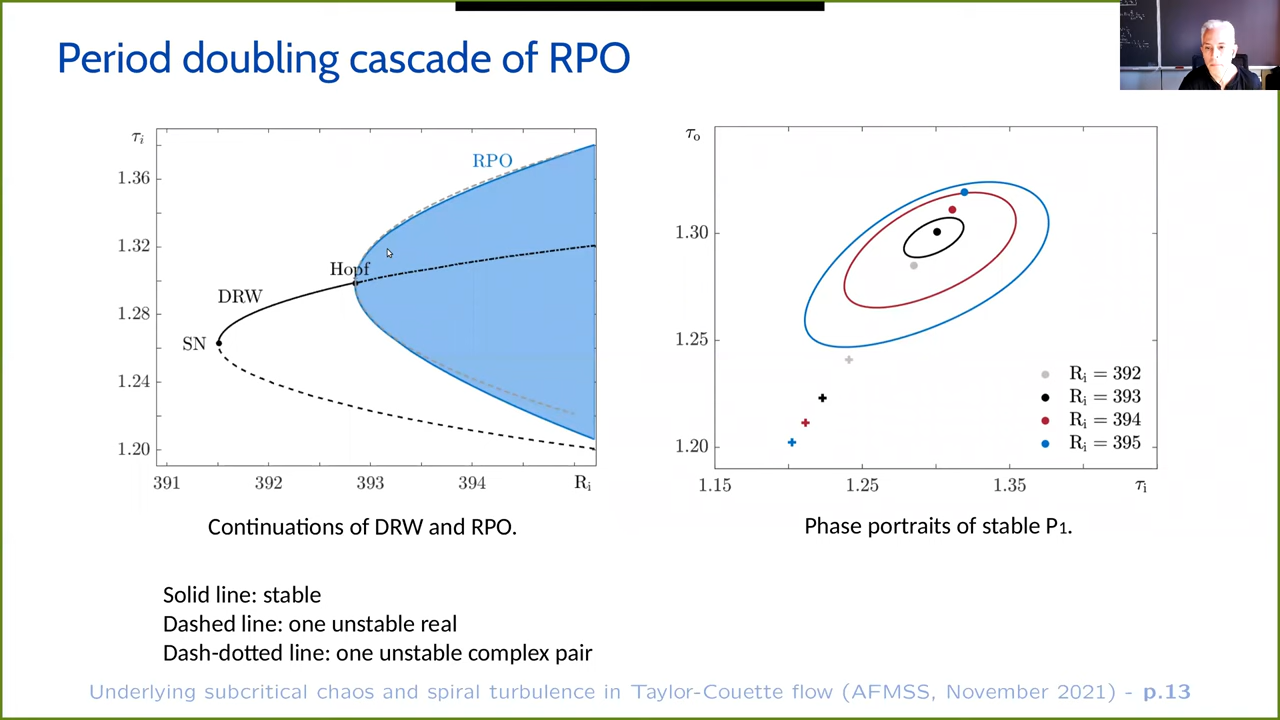 Period doubling cascade of RPO
τi
RPO
1.36
1.32
Hopf
DRW
1.28
SN
1.24
1.20
391 392 393 394 Ri
Continuations of DRW and RPO.
τo
1.30
1.25
1.20
Ri = 392
Ri = 393
Ri = 394
Ri = 395
1.15 1.25 1.35 τi
Phase portraits of stable P1.
Solid line: stable
Dashed line: one unstable real
Dash-dotted line: one unstable complex pair
Underlying subcritical chaos and spiral turbulence in Taylor-Couette flow (AFMSS, November 2021) - p.13